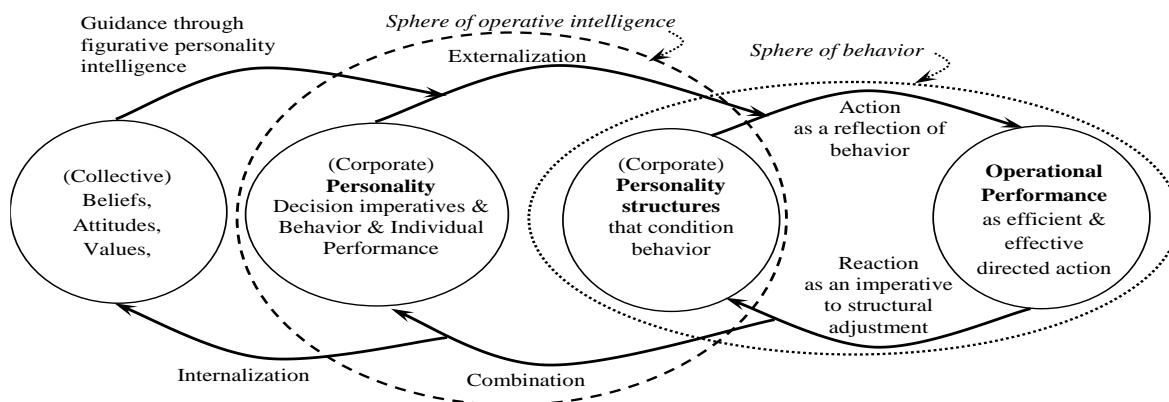 Guidance through
figurative personality
intelligence
Sphere of operative intelligence
Externalization
Sphere of behavior
Action
as a reflection of
behavior
(Collective)
Beliefs,
Attitudes,
Values,
(Corporate)
Personality
Decision imperatives &
Behavior & Individual
Performance
(Corporate)
Personality
structures
that condition
behavior
Operational
Performance
as efficient &
effective
directed action
Reaction
as an imperative
to structural
adjustment
Internalization
Combination